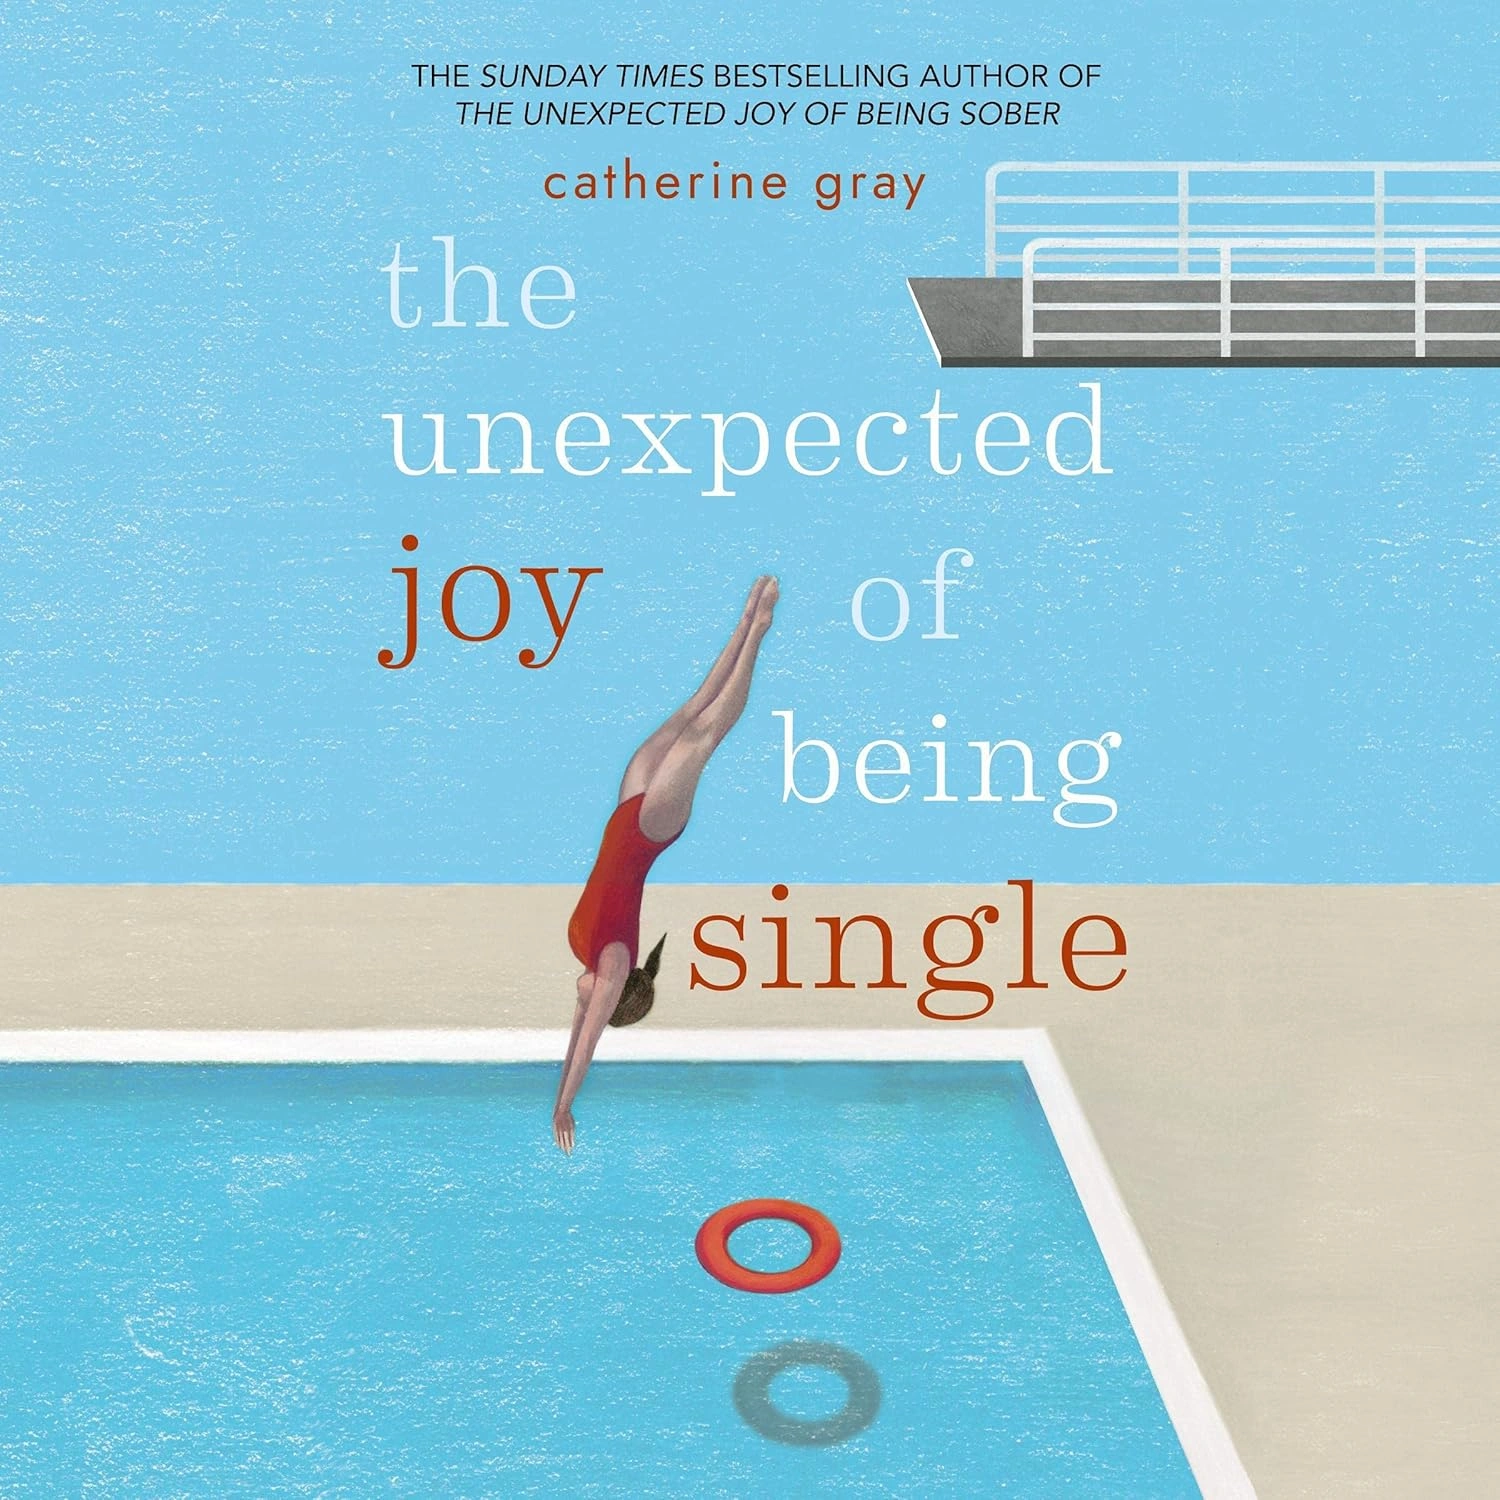 THE SUNDAY TIMES BESTSELLING AUTHOR OF
THE UNEXPECTED JOY OF BEING SOBER
catherine gray
the
unexpected
joy of
being
single